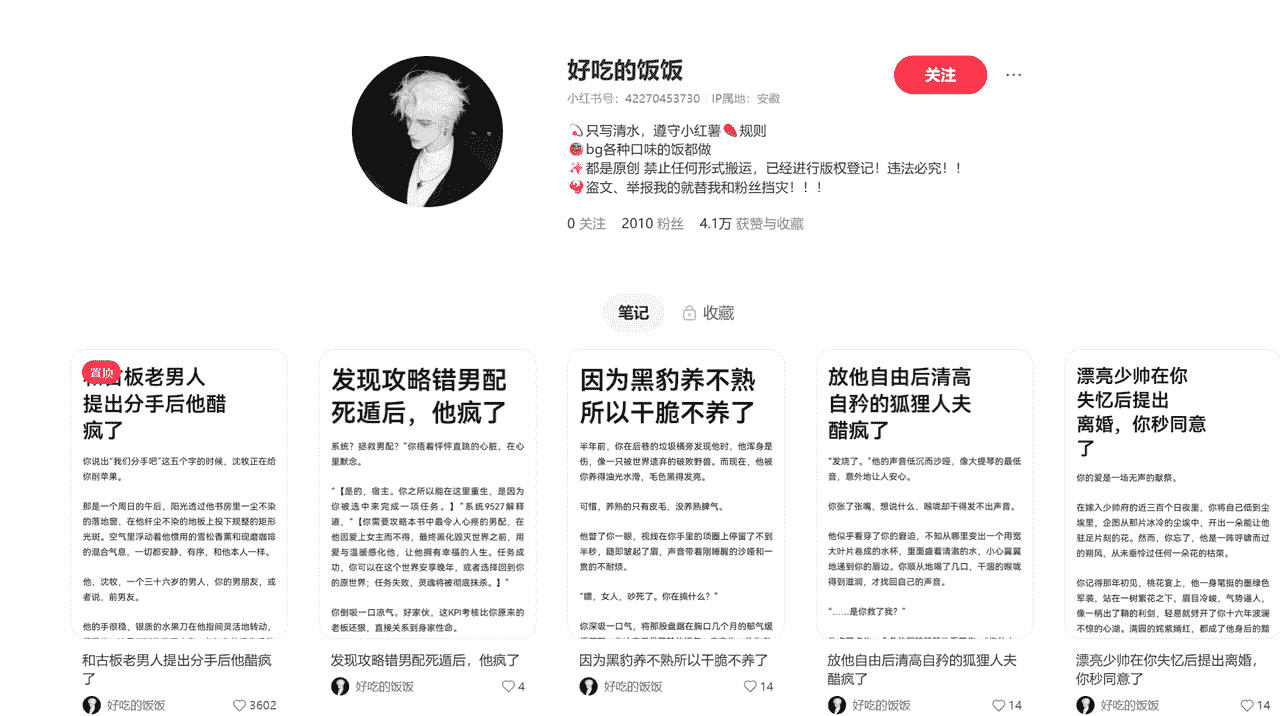 好吃的饭饭
关注
小红书号：42270453730 IP属地：安徽
💫只写清水，遵守小红薯🍠规则
bg各种口味的饭都做
都是原创 禁止任何形式搬运，已经进行版权登记！违法必究！！
盗文、举报我的就替我和粉丝挡灾！！！
0 关注 2010 粉丝 4.1万 获赞与收藏
笔记 收藏
置顶
和古板老男人
提出分手后他醋
疯了
你说出“我们分手吧”这五个字的时候，沈牧正在给
你削苹果。
那是一个周日的午后，阳光透过他书房里一尘不染
的落地窗，在他纤尘不染的地板上投下规整的矩形
光斑。空气里浮动着他惯用的雪松香薰和现磨咖啡
的混合气息，一切都安静、有序，和他本人一样。
他，沈牧，一个三十六岁的男人，你的男朋友，或
者说，前男友。
他的手很稳，银质的水果刀在他指间灵活地转动，
和古板老男人提出分手后他醋疯
了
好吃的饭饭 3602
发现攻略错男配
死遁后，他疯了
系统？拯救男配？”你捂着怦怦直跳的心脏，在心
里默念。
“【是的，宿主。你之所以能在这里重生，是因为
你被选中来完成一项任务。】”系统9527解释
道，”【你需要攻略本书中最令人心疼的男配，在
他因爱上女主而不得，最终黑化毁灭世界之前，用
爱与温暖感化他，让他拥有幸福的人生。任务成
功，你可以在这个世界安享晚年，或者选择回到你
的原世界；任务失败，灵魂将被彻底抹杀。】”
你倒吸一口凉气。好家伙，这KPI考核比你原来的
老板还狠，直接关系到身家性命。
发现攻略错男配死遁后，他疯了
好吃的饭饭 4
因为黑豹养不熟
所以干脆不养了
半年前，你在后巷的垃圾桶旁发现他时，他浑身是
伤，像一只被世界遗弃的破败野兽。而现在，他被
你养得油光水滑，毛色黑得发亮。
可惜，养熟的只有皮毛，没养熟脾气。
他瞥了你一眼，视线在你手里的项圈上停留了不到
半秒，随即皱起了眉，声音带着刚睡醒的沙哑和一
贯的不耐烦。
“喂，女人，吵死了。你在搞什么？”
你深吸一口气，将那股盘踞在胸口几个月的郁气缓
因为黑豹养不熟所以干脆不养了
好吃的饭饭 14
放他自由后清高
自矜的狐狸人夫
醋疯了
“发烧了。”他的声音低沉而沙哑，像大提琴的最低
音，意外地让人安心。
你张了张嘴，想说什么，喉咙却干得发不出声音。
他似乎看穿了你的窘迫，不知从哪里变出一个用宽
大叶片卷成的水杯，里面盛着清澈的水，小心翼翼
地递到你的唇边。你顺从地喝了几口，干涸的喉咙
得到滋润，才找回自己的声音。
“……是你救了我？”
放他自由后清高自矜的狐狸人夫
醋疯了
好吃的饭饭 14
漂亮少帅在你
失忆后提出
离婚，你秒同意
了
你的爱是一场无声的献祭。
在嫁入少帅府的近三百个日夜里，你将自己低到尘
埃里，企图从那片冰冷的尘埃中，开出一朵能让他
驻足片刻的花。然而，你忘了，他是一阵呼啸而过
的朔风，从未垂怜过任何一朵花的枯荣。
你记得那年初见，桃花宴上，他一身笔挺的墨绿色
军装，站在一树繁花之下，眉目冷峻，气势逼人，
像一柄出了鞘的利剑，轻易就劈开了你十六年波澜
不惊的心湖。满园的姹紫嫣红，都成了他身后的黯
漂亮少帅在你失忆后提出离婚，
你秒同意了
好吃的饭饭 14